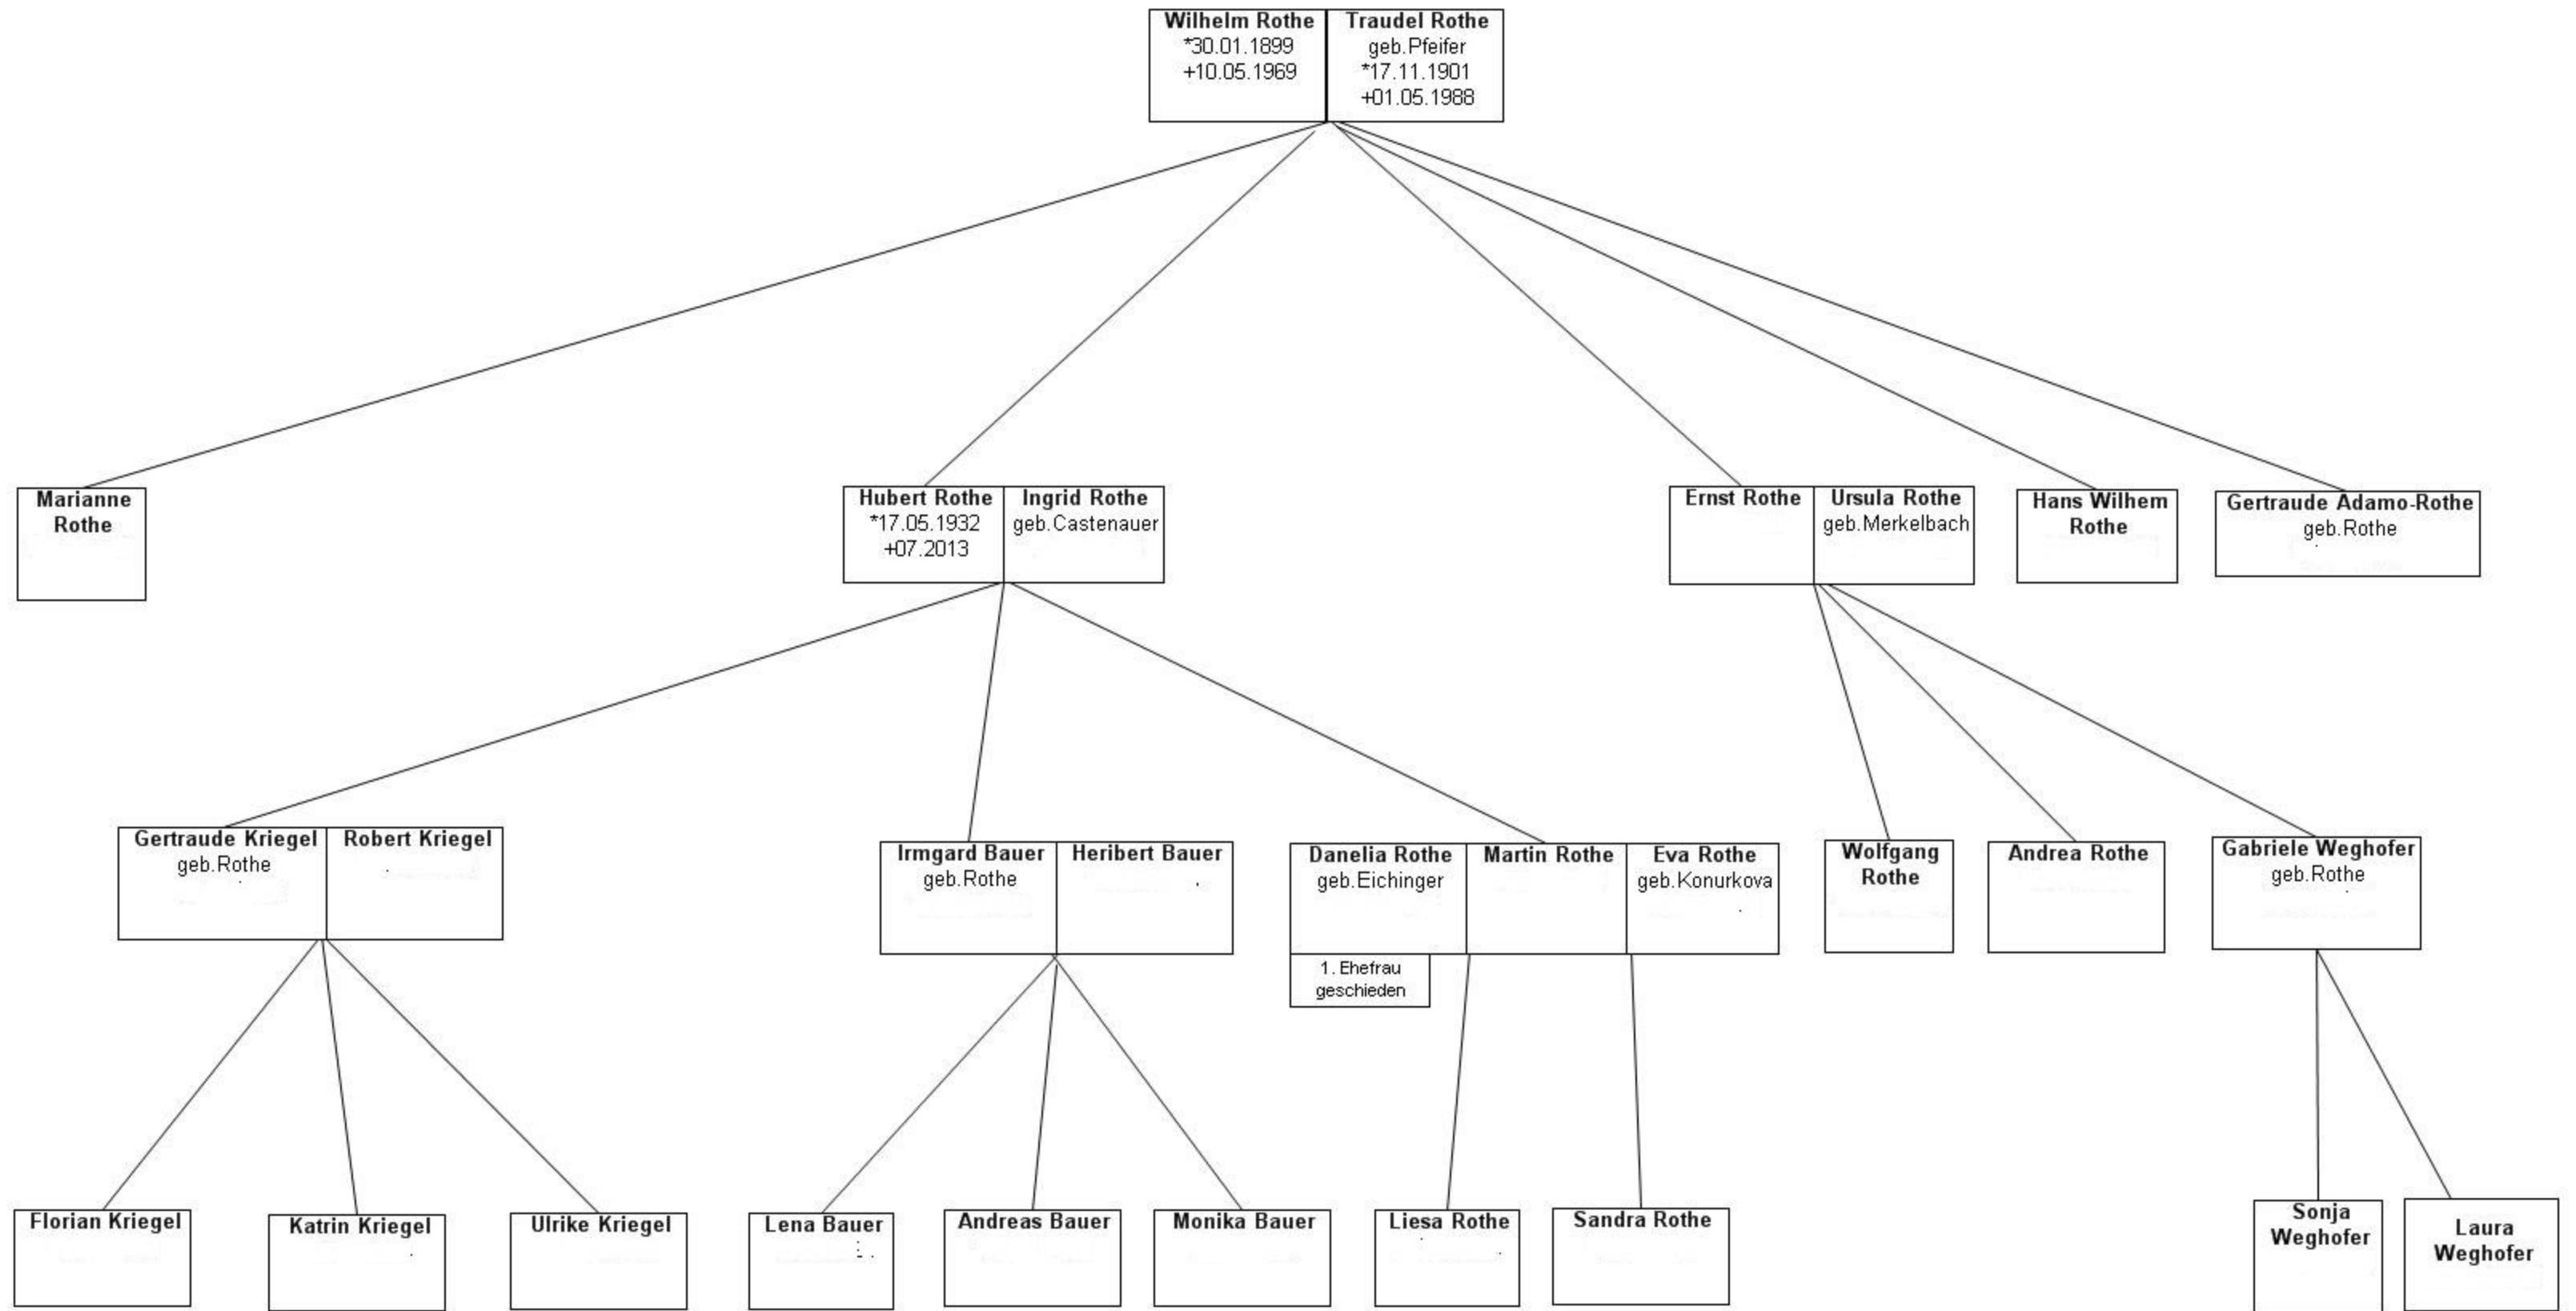 Wilhelm Rothe
*30.01.1899
+10.05.1969
Traudel Rothe
geb.Pfeifer
*17.11.1901
+01.05.1988
Marianne
Rothe
Hubert Rothe
*17.05.1932
+07.2013
Ingrid Rothe
geb.Castenauer
Ernst Rothe
Ursula Rothe
geb.Merkelbach
Hans Wilhem
Rothe
Gertraude Adamo-Rothe
geb.Rothe
Gertraude Kriegel
geb.Rothe
Robert Kriegel
Irmgard Bauer
geb.Rothe
Heribert Bauer
Danelia Rothe
geb.Eichinger
1. Ehefrau
geschieden
Martin Rothe
Eva Rothe
geb.Konurkova
Wolfgang
Rothe
Andrea Rothe
Gabriele Weghofer
geb.Rothe
Florian Kriegel
Katrin Kriegel
Ulrike Kriegel
Lena Bauer
Andreas Bauer
Monika Bauer
Liesa Rothe
Sandra Rothe
Sonja
Weghofer
Laura
Weghofer